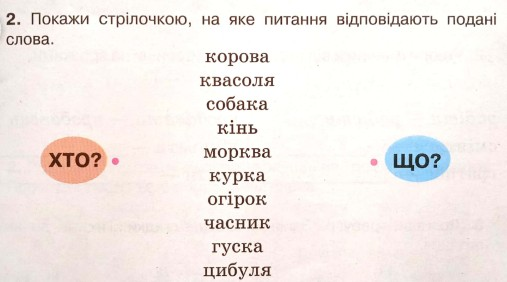 2. Покажи стрілочкою, на яке питання відповідають подані
слова.
корова
квасоля
собака
кінь
морква
курка
огірок
часник
гуска
цибуля
ХТО?
ЩО?